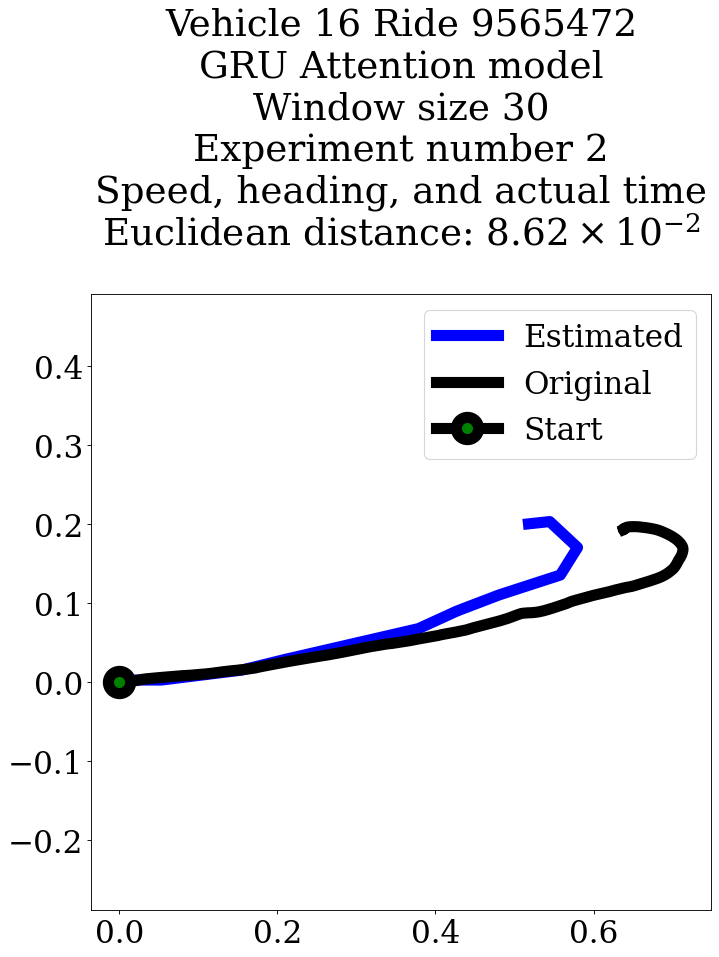 Vehicle 16 Ride 9565472
GRU Attention model
Window size 30
Experiment number 2
Speed, heading, and actual time
Euclidean distance: 8.62 × 10⁻²
Estimated
Original
Start
0.4
0.3
0.2
0.1
0.0
−0.1
−0.2
0.0 0.2 0.4 0.6